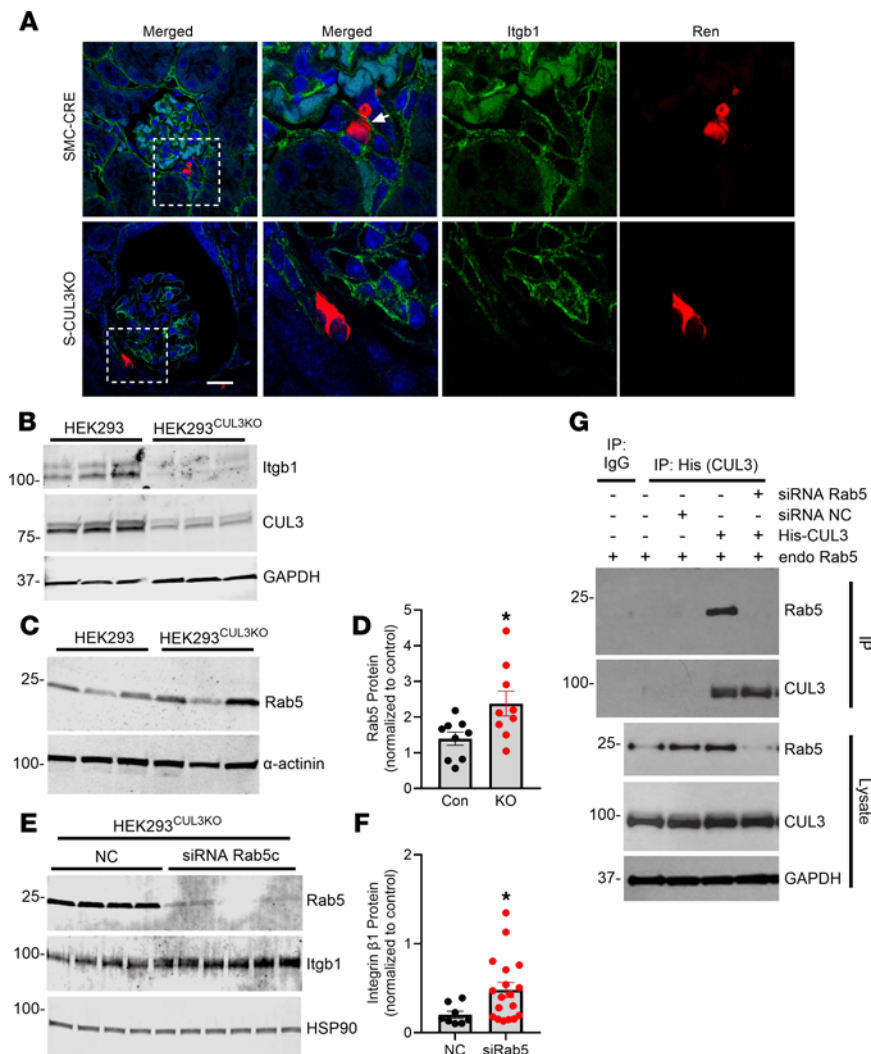 A
Merged
Merged
Itgb1
Ren
SMC-CRE
S-CUL3KO
B
HEK293
HEK293CUL3KO
100-
Itgb1
75-
CUL3
37-
GAPDH
C
HEK293
HEK293CUL3KO
25-
Rab5
100-
α-actinin
D
Rab5 Protein
(normalized to control)
5
4
3
2
1
0
*
Con
KO
E
HEK293CUL3KO
NC
siRNA Rab5c
25-
Rab5
100-
Itgb1
100-
HSP90
F
Integrin β1 Protein
(normalized to control)
2
1
0
*
NC
siRab5
G
IP:
IgG
IP: His (CUL3)
- - - - + siRNA Rab5
- - + - - siRNA NC
- - - + + His-CUL3
+ + + + + endo Rab5
25-
Rab5
100-
CUL3
IP
25-
Rab5
100-
CUL3
37-
GAPDH
Lysate